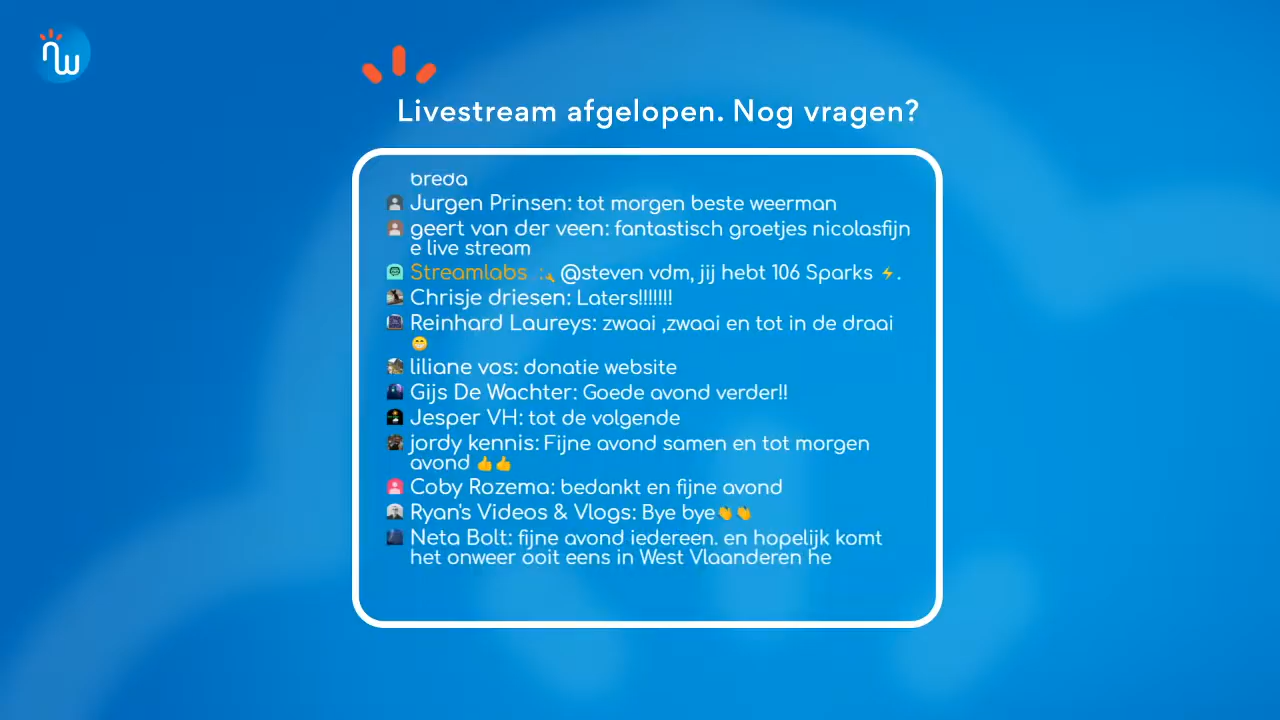 nw
Livestream afgelopen. Nog vragen?
breda
Jurgen Prinsen: tot morgen beste weerman
geert van der veen: fantastisch groetjes nicolasfijn
e live stream
Streamlabs 🔧 @steven vdm, jij hebt 106 Sparks ⚡.
Chrisje driesen: Laters!!!!!!!
Reinhard Laureys: zwaai ,zwaai en tot in de draai
😁
liliane vos: donatie website
Gijs De Wachter: Goede avond verder!!
Jesper VH: tot de volgende
jordy kennis: Fijne avond samen en tot morgen
avond 👍👍
Coby Rozema: bedankt en fijne avond
Ryan's Videos & Vlogs: Bye bye👏👏
Neta Bolt: fijne avond iedereen. en hopelijk komt
het onweer ooit eens in West Vlaanderen he